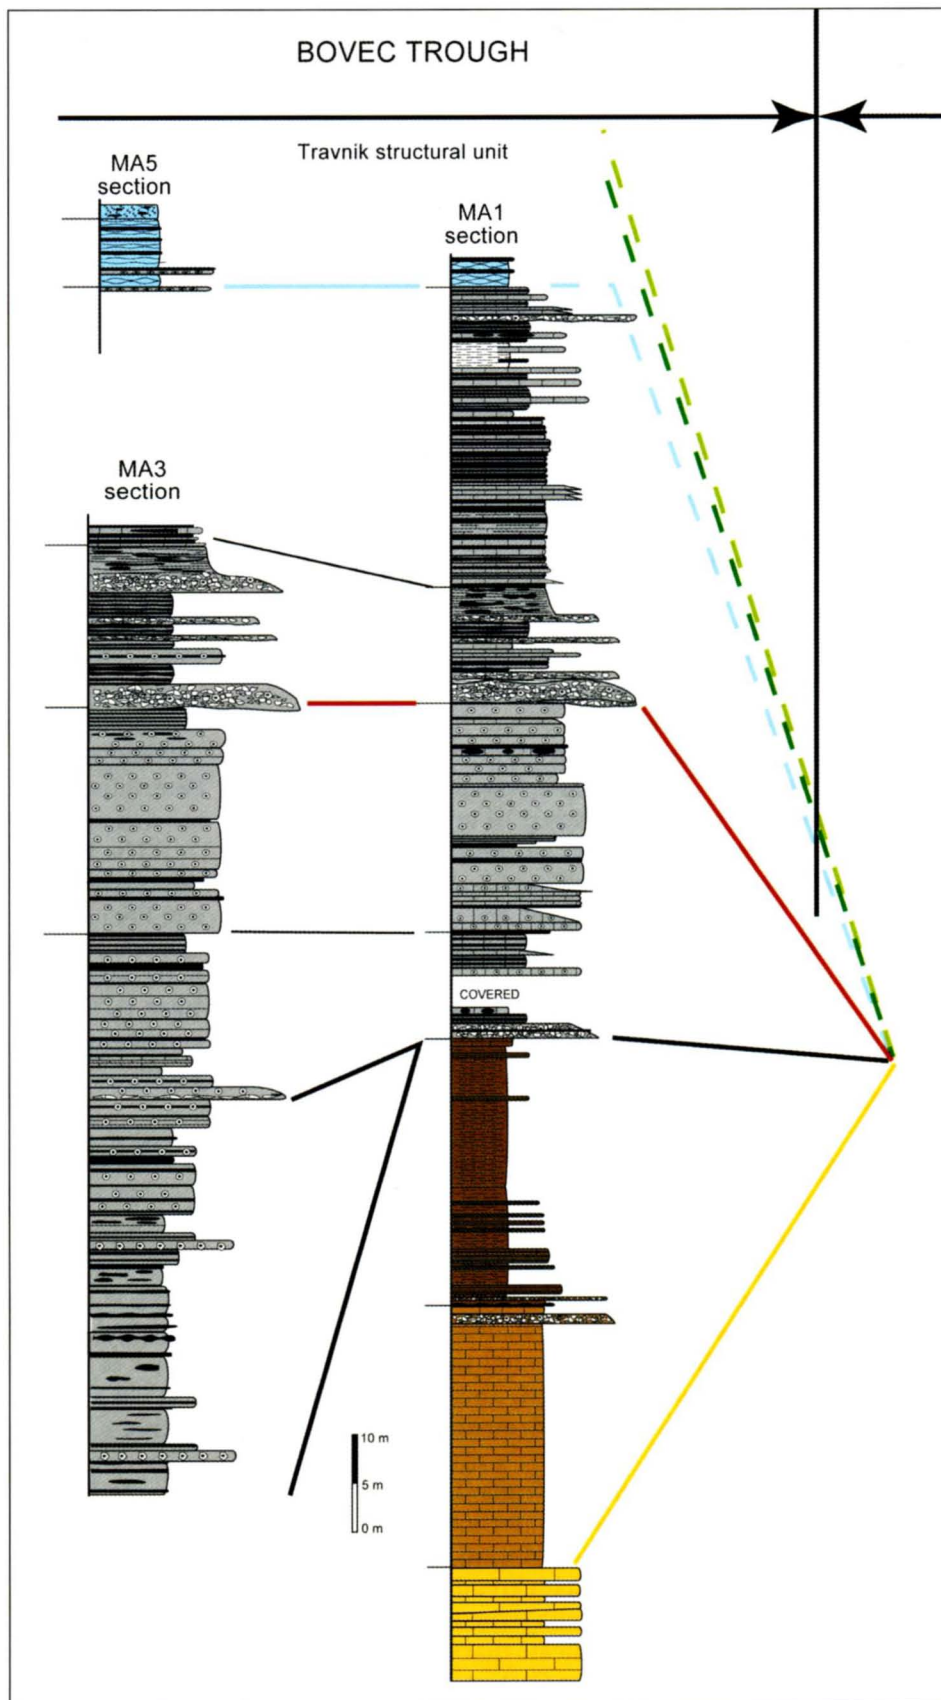 BOVEC TROUGH
Travnik structural unit
MA5
section
MA1
section
MA3
section
COVERED
10 m
5 m
0 m